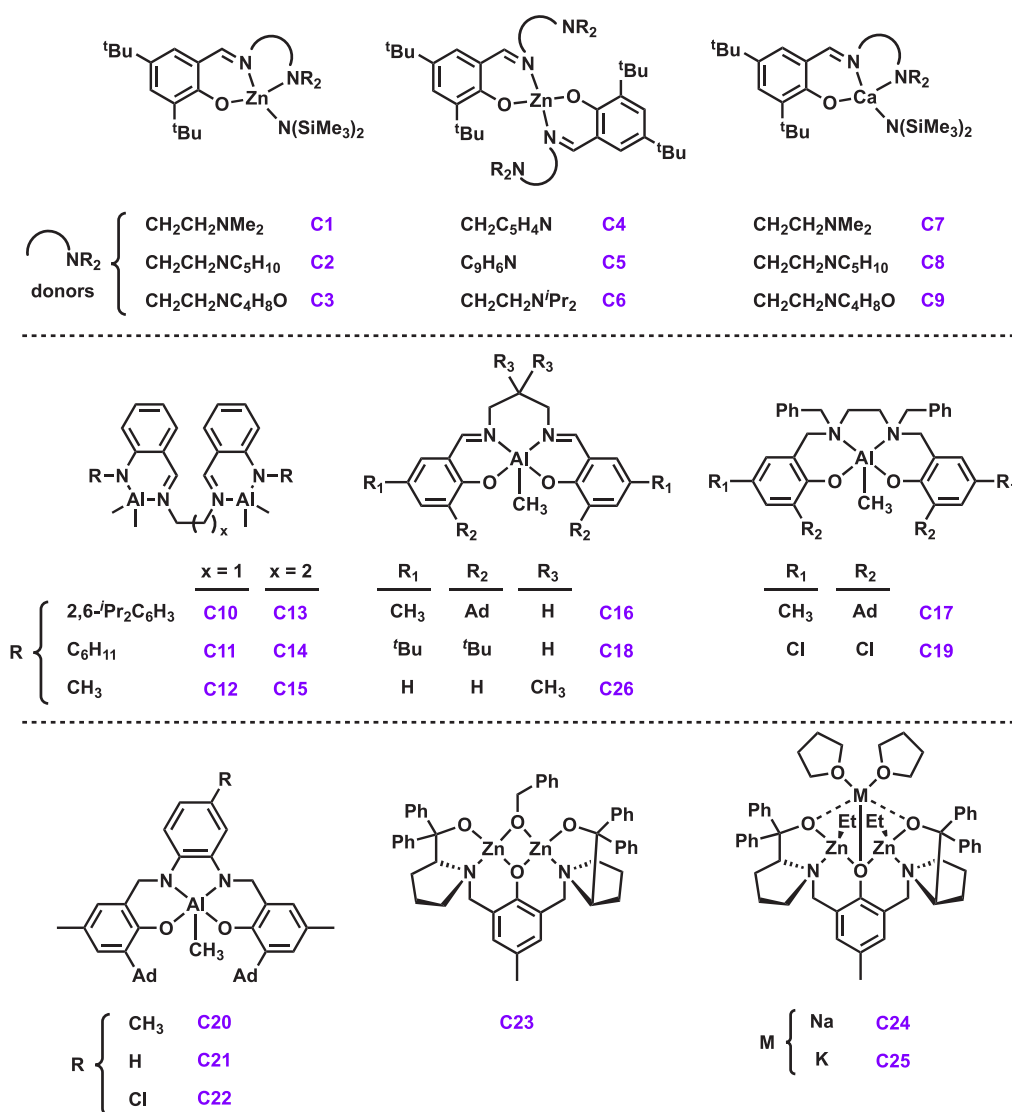 tBu
N
NR2
O
Zn
tBu
N(SiMe3)2
NR2
tBu
N
tBu
O
Zn
O
tBu
N
tBu
R2N
tBu
N
NR2
O
Ca
tBu
N(SiMe3)2
NR2
donors
CH2CH2NMe2 C1 CH2C5H4N C4 CH2CH2NMe2 C7
CH2CH2NC5H10 C2 C9H6N C5 CH2CH2NC5H10 C8
CH2CH2NC4H8O C3 CH2CH2NiPr2 C6 CH2CH2NC4H8O C9
R N N R
Al N N Al
x
R3 R3
N N
Al
R1 O O R1
CH3
R2 R2
Ph Ph
N N
Al
R1 O O R1
CH3
R2 R2
x = 1 x = 2 R1 R2 R3 R1 R2
R
2,6-iPr2C6H3 C10 C13 CH3 Ad H C16 CH3 Ad C17
C6H11 C11 C14 tBu tBu H C18 Cl Cl C19
CH3 C12 C15 H H CH3 C26
R
N N
Al
O O
CH3
Ad Ad
Ph
Ph O O O Ph
Ph Zn Zn Ph
N O N
O O
M
Ph O Et Et O Ph
Ph Zn Zn Ph
N O N
R
CH3 C20
H C21
Cl C22
C23
M
Na C24
K C25